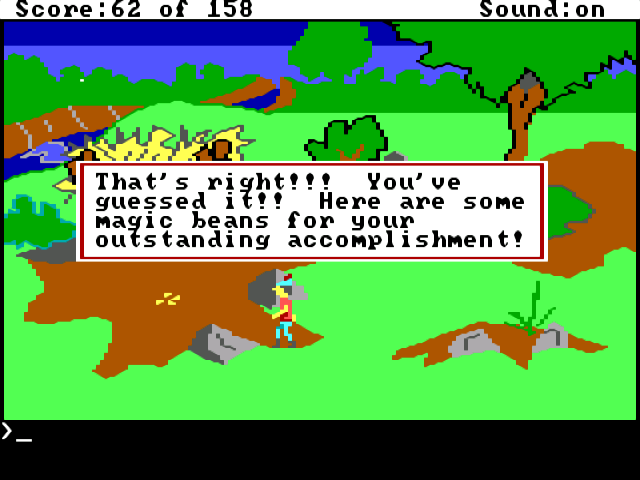 Score:62 of 158 Sound:on
That's right!!! You've
guessed it!! Here are some
magic beans for your
outstanding accomplishment!
>_